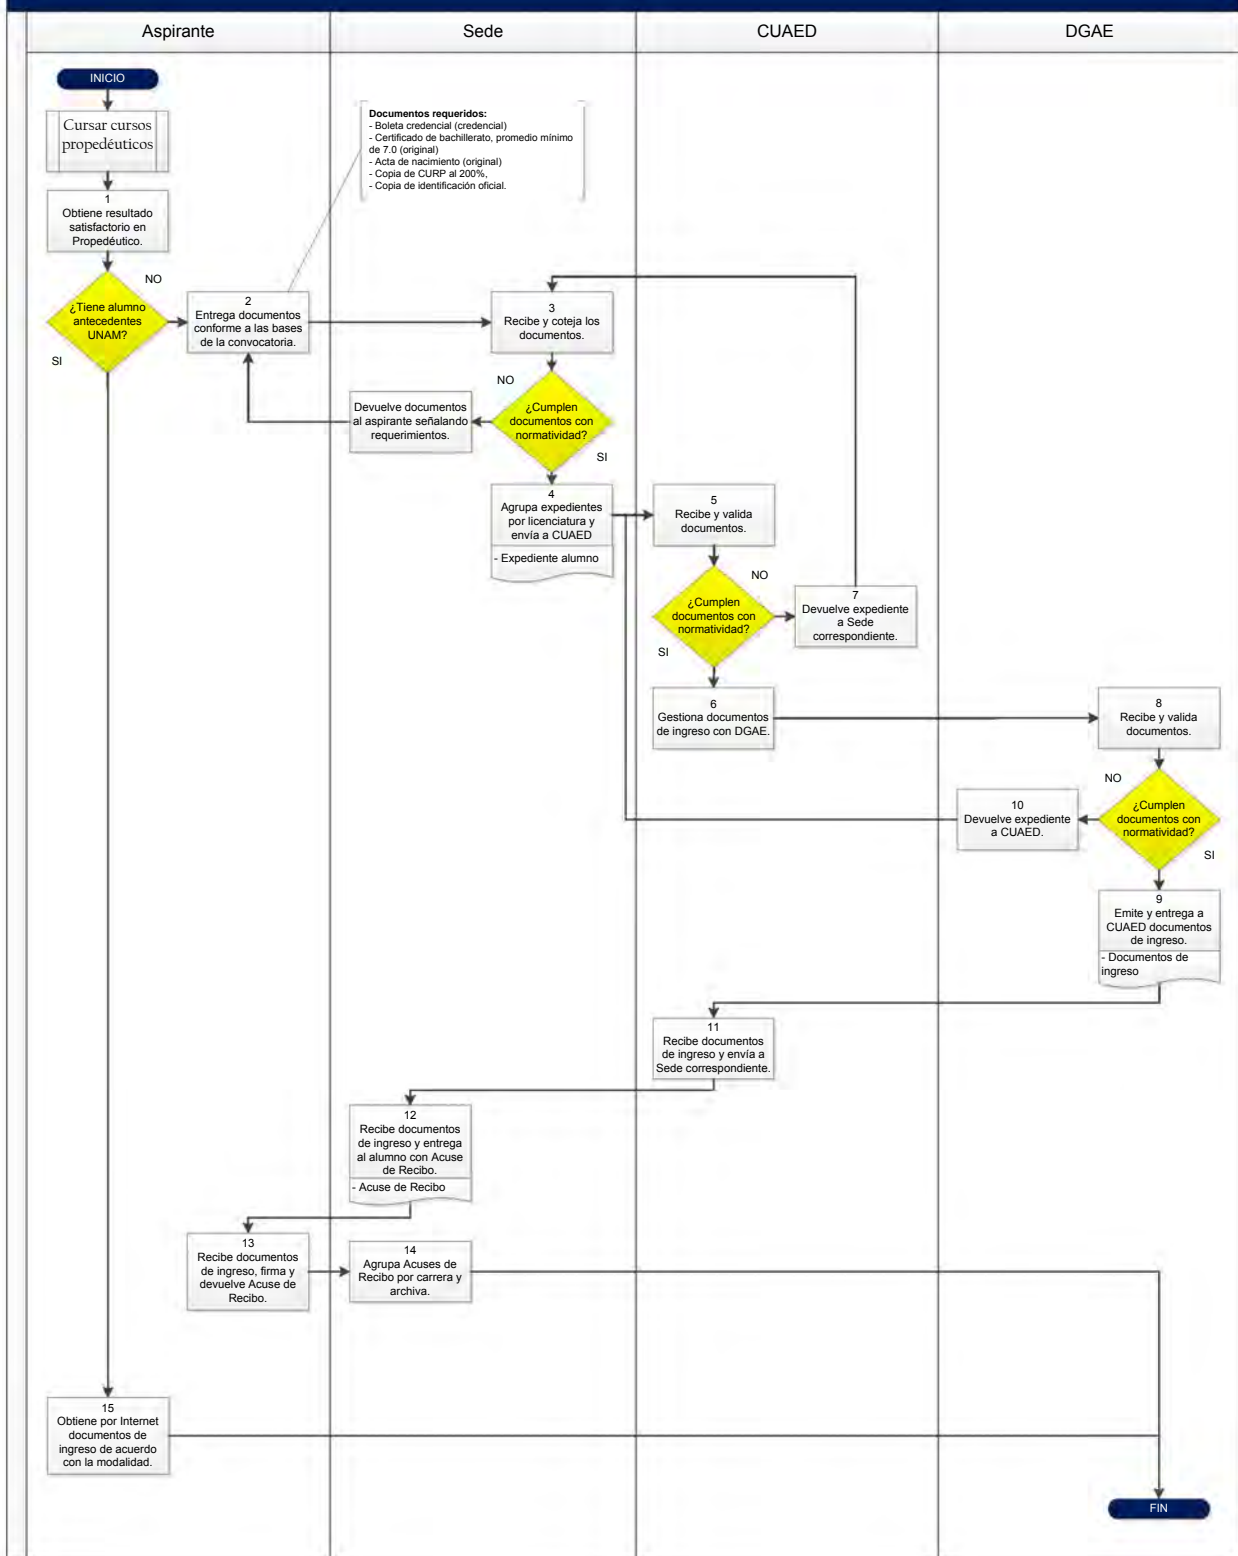 Aspirante
Sede
CUAED
DGAE
INICIO
Cursar cursos
propedéuticos
Documentos requeridos:
- Boleta credencial (credencial)
- Certificado de bachillerato, promedio mínimo
de 7.0 (original)
- Acta de nacimiento (original)
- Copia de CURP al 200%,
- Copia de identificación oficial.
1
Obtiene resultado
satisfactorio en
Propedéutico.
NO
¿Tiene alumno
antecedentes
UNAM?
SI
2
Entrega documentos
conforme a las bases
de la convocatoria.
3
Recibe y coteja los
documentos.
NO
¿Cumplen
documentos con
normatividad?
SI
Devuelve documentos
al aspirante señalando
requerimientos.
4
Agrupa expedientes
por licenciatura y
envía a CUAED
- Expediente alumno
5
Recibe y valida
documentos.
NO
¿Cumplen
documentos con
normatividad?
SI
7
Devuelve expediente
a Sede
correspondiente.
6
Gestiona documentos
de ingreso con DGAE.
8
Recibe y valida
documentos.
NO
¿Cumplen
documentos con
normatividad?
SI
10
Devuelve expediente
a CUAED.
9
Emite y entrega a
CUAED documentos
de ingreso.
- Documentos de
ingreso
11
Recibe documentos
de ingreso y envía a
Sede correspondiente.
12
Recibe documentos
de ingreso y entrega
al alumno con Acuse
de Recibo.
- Acuse de Recibo
13
Recibe documentos
de ingreso, firma y
devuelve Acuse de
Recibo.
14
Agrupa Acuses de
Recibo por carrera y
archiva.
15
Obtiene por Internet
documentos de
ingreso de acuerdo
con la modalidad.
FIN